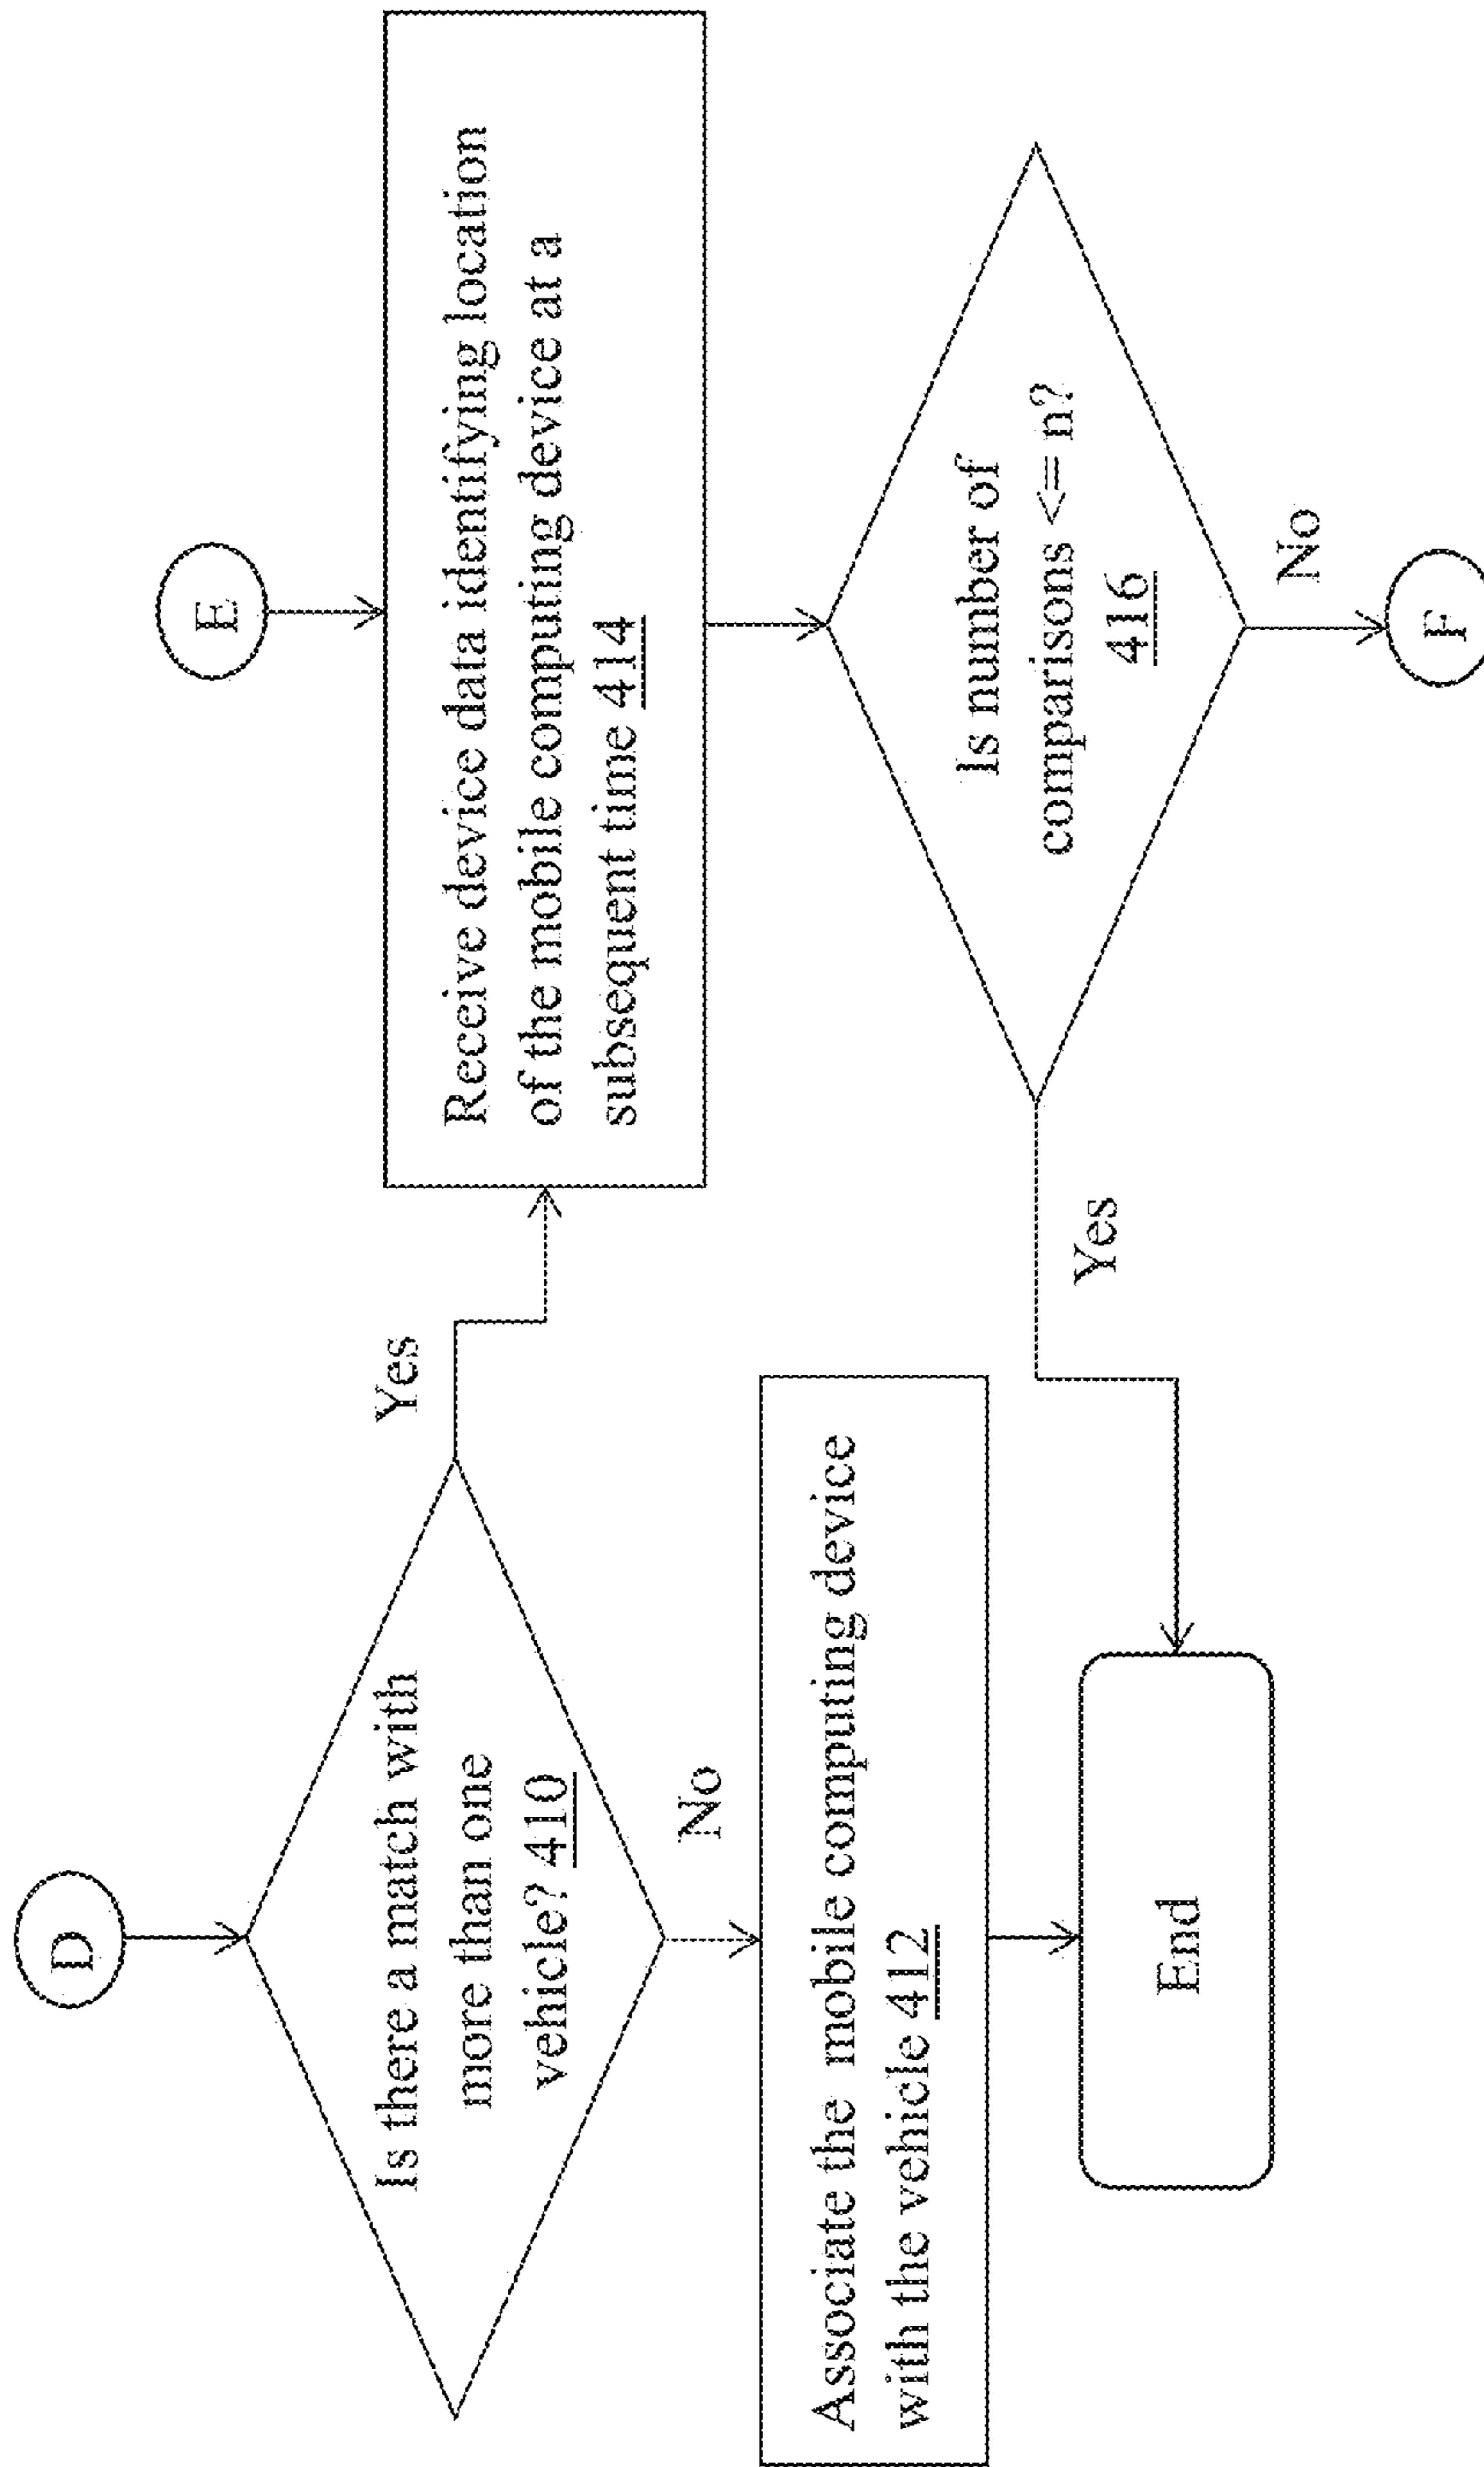 D
Is there a match with
more than one
vehicle? 410
Yes
No
Associate the mobile computing device
with the vehicle 412
End
E
Receive device data identifying location
of the mobile computing device at a
subsequent time 414
Is number of
comparisons <= n?
416
Yes
No
F